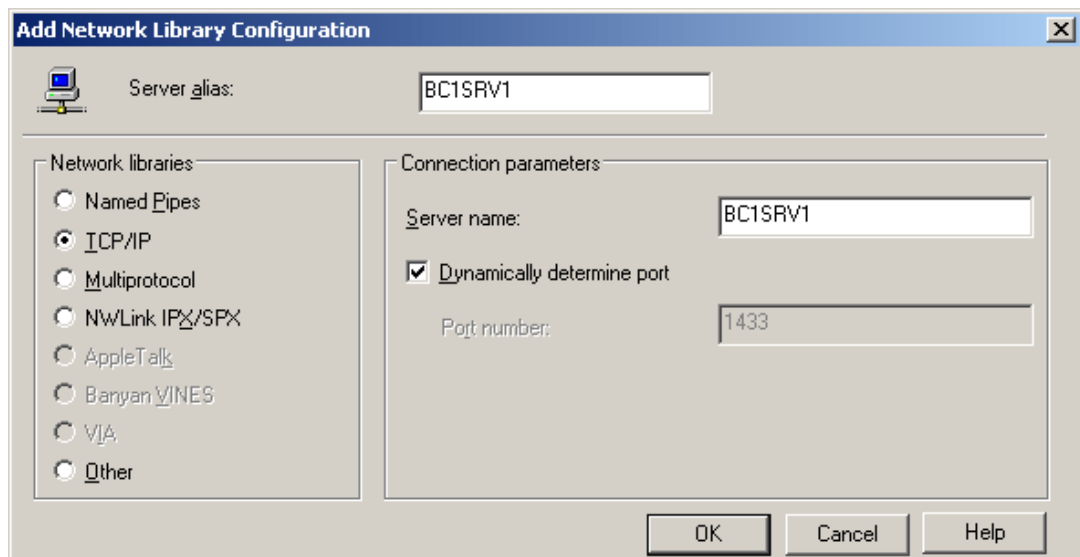 Add Network Library Configuration
Server alias:
BC1SRV1
Network libraries
Named Pipes
TCP/IP
Multiprotocol
NWLink IPX/SPX
AppleTalk
Banyan VINES
VIA
Other
Connection parameters
Server name:
BC1SRV1
Dynamically determine port
Port number:
1433
OK
Cancel
Help